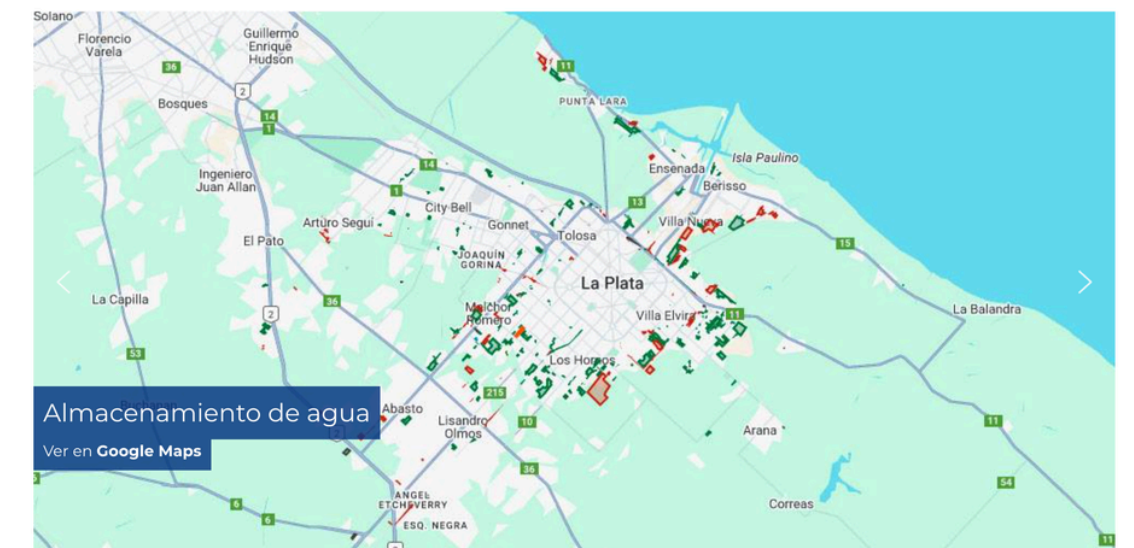 Solano
Florencio
Varela
Guillermo
Enrique
Hudson
36
11
2
Bosques
PUNTA LARA
14
1
Isla Paulino
14
Ensenada
Ingeniero
Juan Allan
1
Berisso
13
City Bell
Arturo Seguí
Gonnet
Villa Nueva
Tolosa
El Pato
15
JOAQUÍN
GORINA
La Plata
La Capilla
36
2
Melchor
Romero
Villa Elvira
11
La Balandra
53
Los Hornos
215
Almacenamiento de agua
Buchanan
Abasto
Lisandro
Olmos
10
11
2
Arana
Ver en Google Maps
36
6
54
ANGEL
ETCHEVERRY
Correas
6
6
ESQ. NEGRA
11